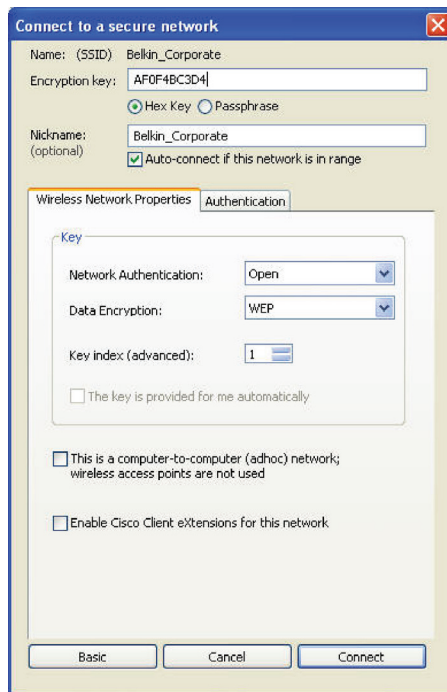 Connect to a secure network
Name: (SSID) Belkin_Corporate
Encryption key: AF0F4BC3D4
Hex Key Passphrase
Nickname: Belkin_Corporate
(optional)
Auto-connect if this network is in range
Wireless Network Properties Authentication
Key
Network Authentication: Open
Data Encryption: WEP
Key index (advanced): 1
The key is provided for me automatically
This is a computer-to-computer (adhoc) network;
wireless access points are not used
Enable Cisco Client eXtensions for this network
Basic Cancel Connect